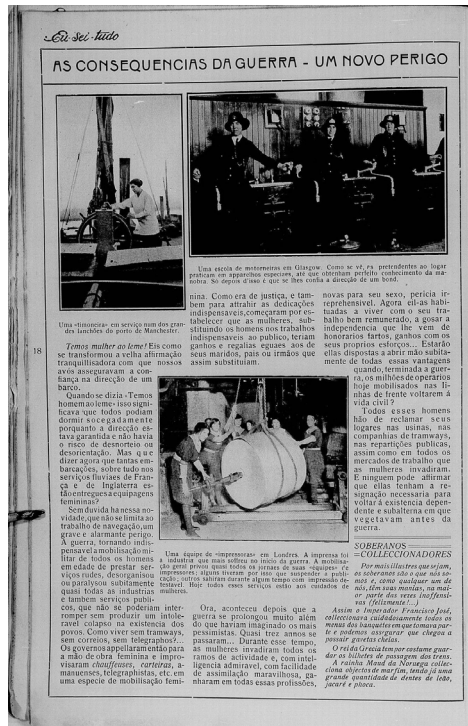 Eu sei tudo
AS CONSEQUENCIAS DA GUERRA - UM NOVO PERIGO
Uma escola de motorneiras em Glasgow. Como se vê, as pretendentes ao logar
praticam em apparelhos especiaes, até que obtenham perfeito conhecimento da ma-
nobra. Só depois d'isso é que se lhes confia a direcção de um bond.
Uma «timoneira» em serviço num dos gran-
des lanchões do porto de Manchester.
18
Temos mulher ao leme! Eis como
se transformou a velha affirmação
tranquillisadora com que nossos
avós asseguravam a con-
fiança na direcção de um
barco.
Quando se dizia «Temos
homem ao leme» isso signi-
ficava que todos podiam
dormir socegadamente
porquanto a direcção es-
tava garantida e não havia
o risco de desnorteio ou
desorientação. Mas que
dizer agora que tantas em-
barcações, sobre tudo nos
serviços fluviaes de Fran-
ça e de Inglaterra es-
tão entregues a equipagens
femininas?
Sem duvida ha nessa no-
vidade, que não se limita ao
trabalho de navegação, um
grave e alarmante perigo.
A guerra, tornando indis-
pensavel a mobilisação mi-
litar de todos os homens
em edade de prestar ser-
viços rudes, desorganisou
ou paralysou subitamente
quasi todas as industrias
e tambem serviços publi-
cos, que não se poderiam inter-
romper sem produzir um intole-
ravel colapso na existencia dos
povos. Como viver sem tramways,
sem correios, sem telegraphos?...
Os governos appellaram então para
a mão de obra feminina e impro-
visaram chauffeuses, carteiras, a-
manuenses, telegraphistas, etc. em
uma especie de mobilisação femi-
nina. Como era de justiça, e tam-
bem para attrahir as dedicações
indispensaveis, começaram por es-
tabelecer que as mulheres, sub-
stituindo os homens nos trabalhos
indispensaveis ao publico, teriam
ganhos e regalias eguaes aos de
seus maridos, pais ou irmãos que
assim substituiam.
Uma équipe de «impressoras» em Londres. A imprensa foi
a industria que mais soffreu no inicio da guerra. A mobilisa-
ção geral privou quasi todos os jornaes de suas «equipes» de
impressores; alguns tiveram por isso que suspender a publi-
cação; outros sahiram durante algum tempo com impressão de-
testavel. Hoje todos esses serviços estão aos cuidados de
mulheres.
Ora, aconteceu depois que a
guerra se prolongou muito além
do que haviam imaginado os mais
pessimistas. Quasi trez annos se
passaram... Durante esse tempo,
as mulheres invadiram todos os
ramos de actividade e, com intel-
ligencia admiravel, com facilidade
de assimilação maravilhosa, ga-
nharam em todas essas profissões,
novas para seu sexo, pericia ir-
reprehensivel. Agora eil-as habi-
tuadas a viver com o seu tra-
balho bem remunerado, a gosar a
independencia que lhe vem de
honorarios fartos, ganhos com os
seus proprios esforços... Estarão
ellas dispostas a abrir mão subita-
mente de todas essas vantagens
quando, terminada a guer-
ra, os milhões de operarios
hoje mobilisados nas li-
nhas de frente voltarem á
vida civil?
Todos esses homens
hão de reclamar seus
logares nas usinas, nas
companhias de tramways,
nas repartições publicas,
assim como em todos os
mercados de trabalho que
as mulheres invadiram.
E ninguem pode affirmar
que ellas tenham a re-
signação necessaria para
voltar á existencia depen-
dente e subalterna em que
vegetavam antes da
guerra.
SOBERANOS
COLLECCIONADORES
Por mais illustres que sejam,
os soberanos são o que nós so-
mos e, como qualquer um de
nós, têm suas manias, na mai-
or parte das vezes inoffensi-
vas (felizmente!...)
Assim o Imperador Francisco José,
colleccionava cuidadosamente todos os
menus dos banquetes em que tomava par-
te e podemos assegurar que chegou a
possuir gavetas cheias.
O rei da Grecia tem por costume guar-
dar os bilhetes de passagem dos trens.
A rainha Maud da Noruega collec-
ciona objectos de marfim, tendo já uma
grande quantidade de dentes de leão,
jacaré e phoca.